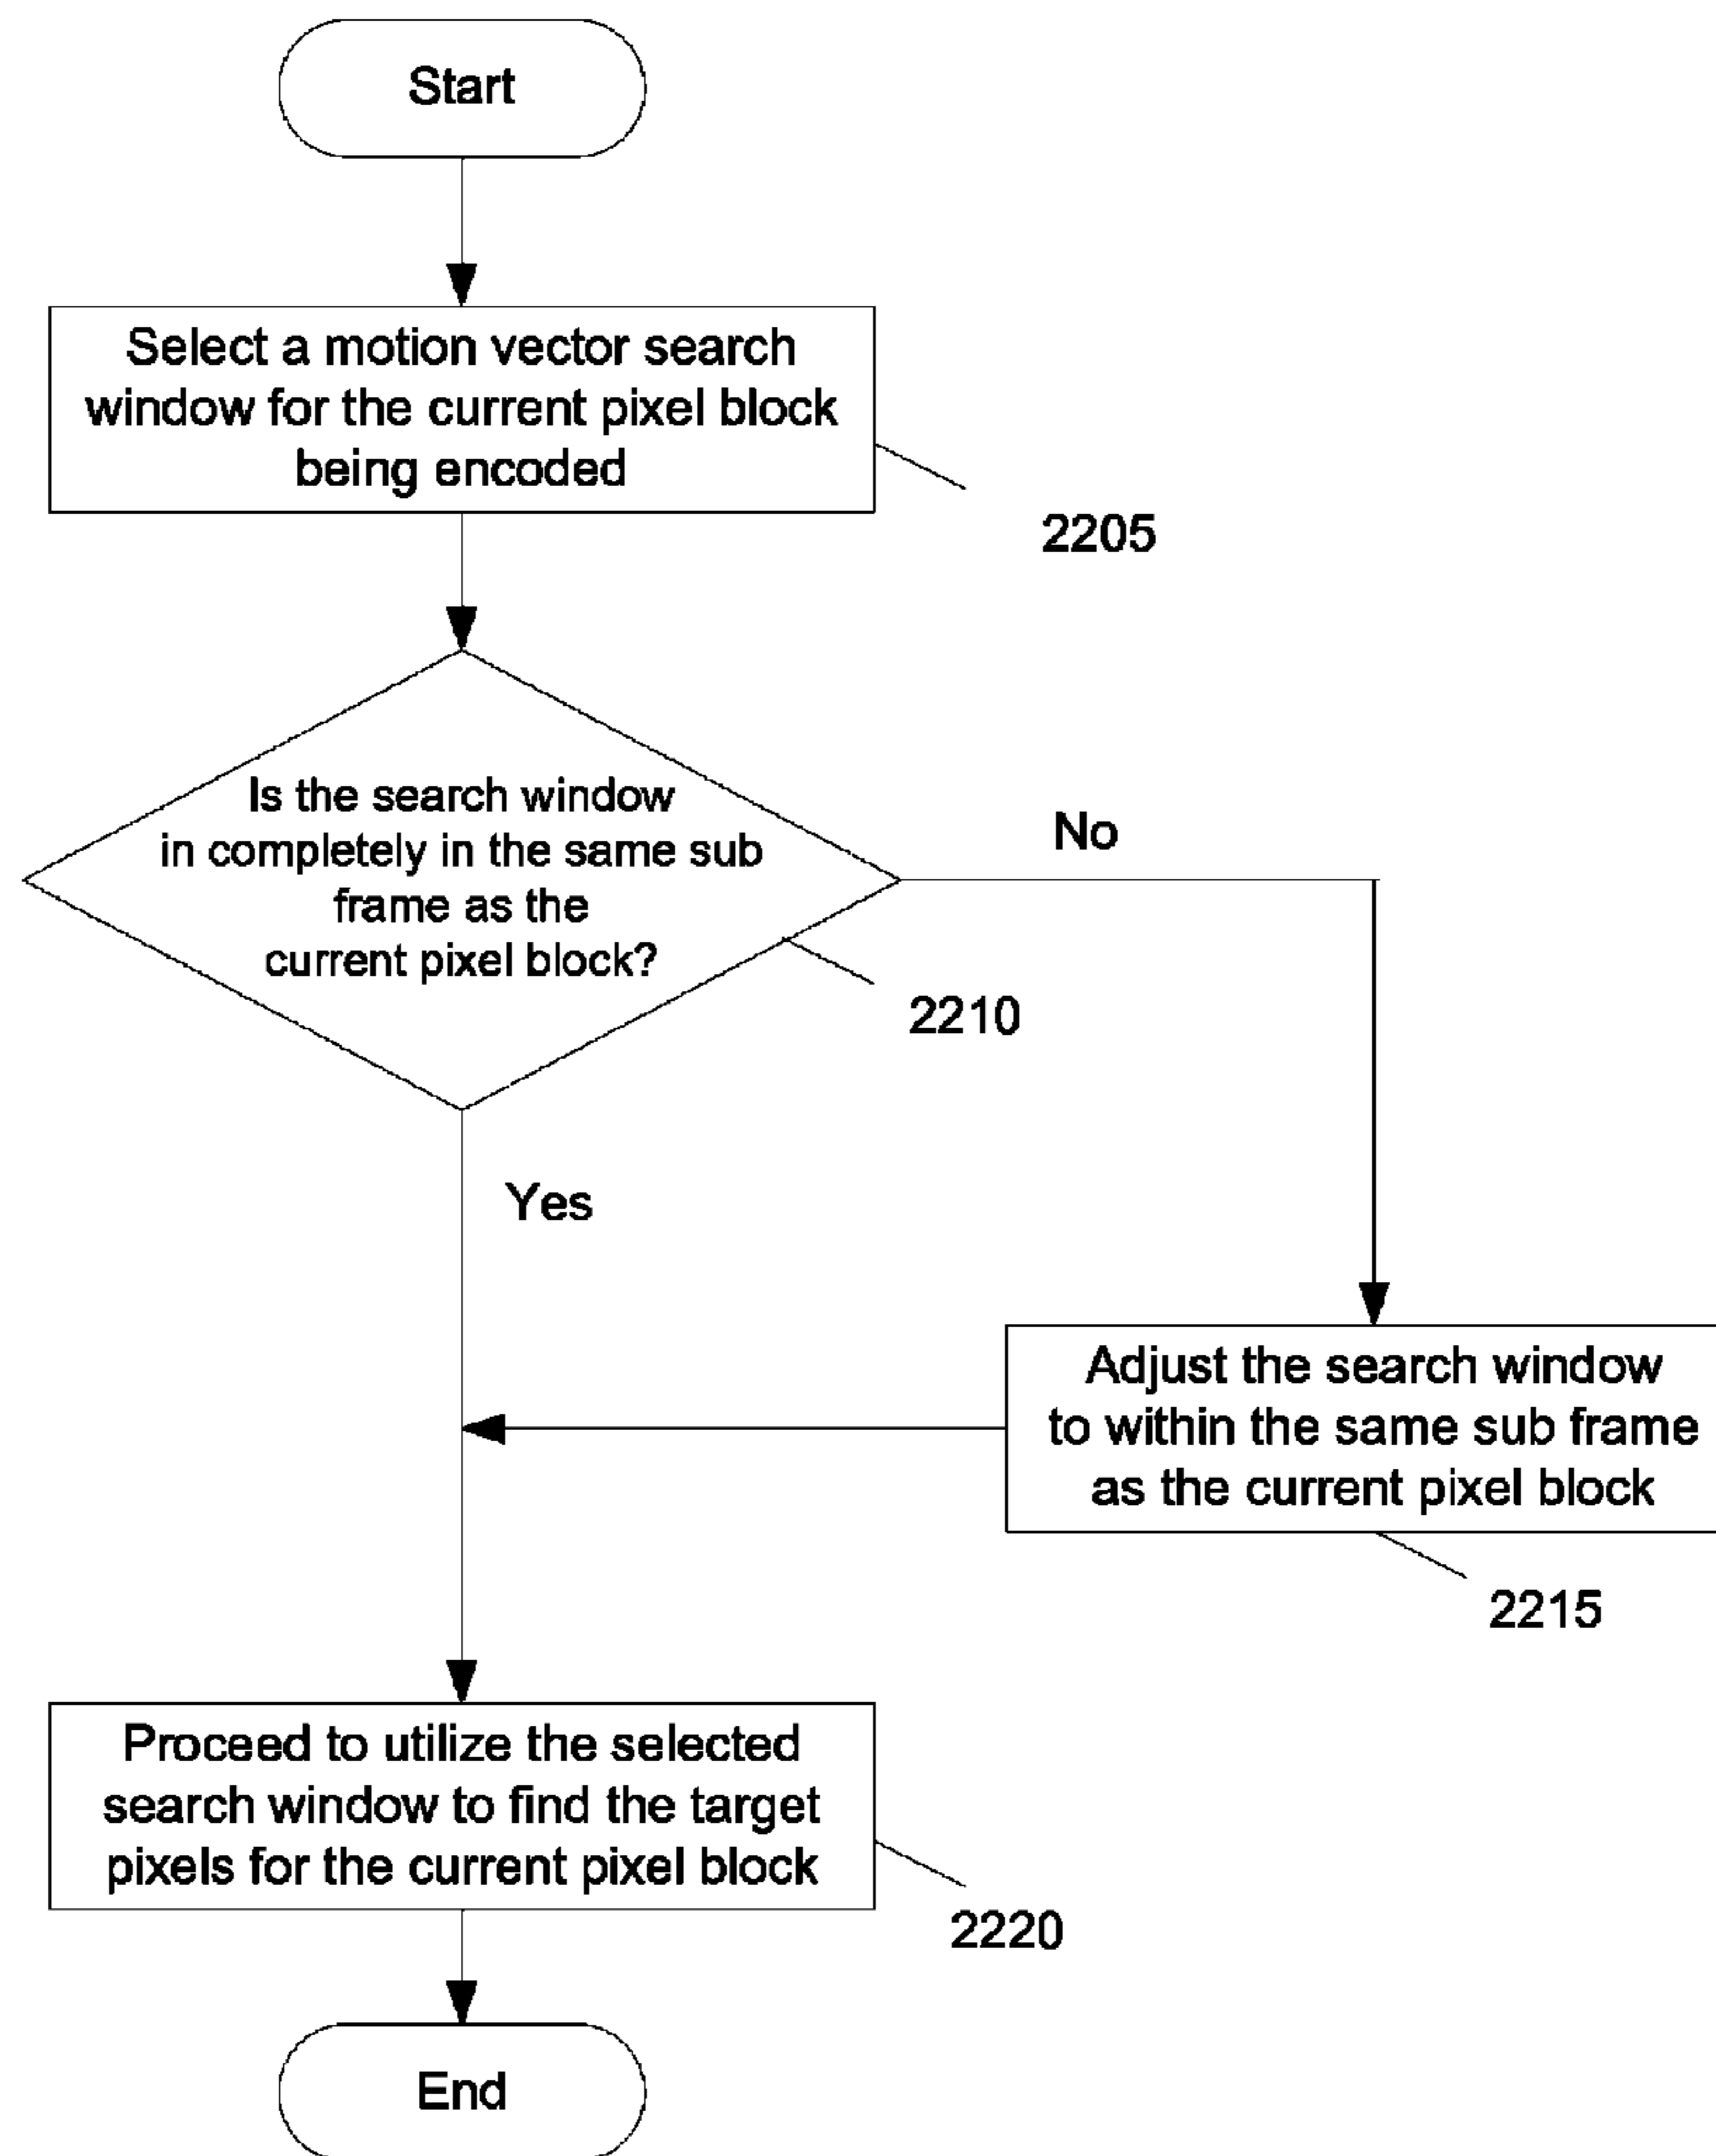 Start
Select a motion vector search
window for the current pixel block
being encoded
2205
Is the search window
in completely in the same sub
frame as the
current pixel block?
No
2210
Yes
Adjust the search window
to within the same sub frame
as the current pixel block
2215
Proceed to utilize the selected
search window to find the target
pixels for the current pixel block
2220
End